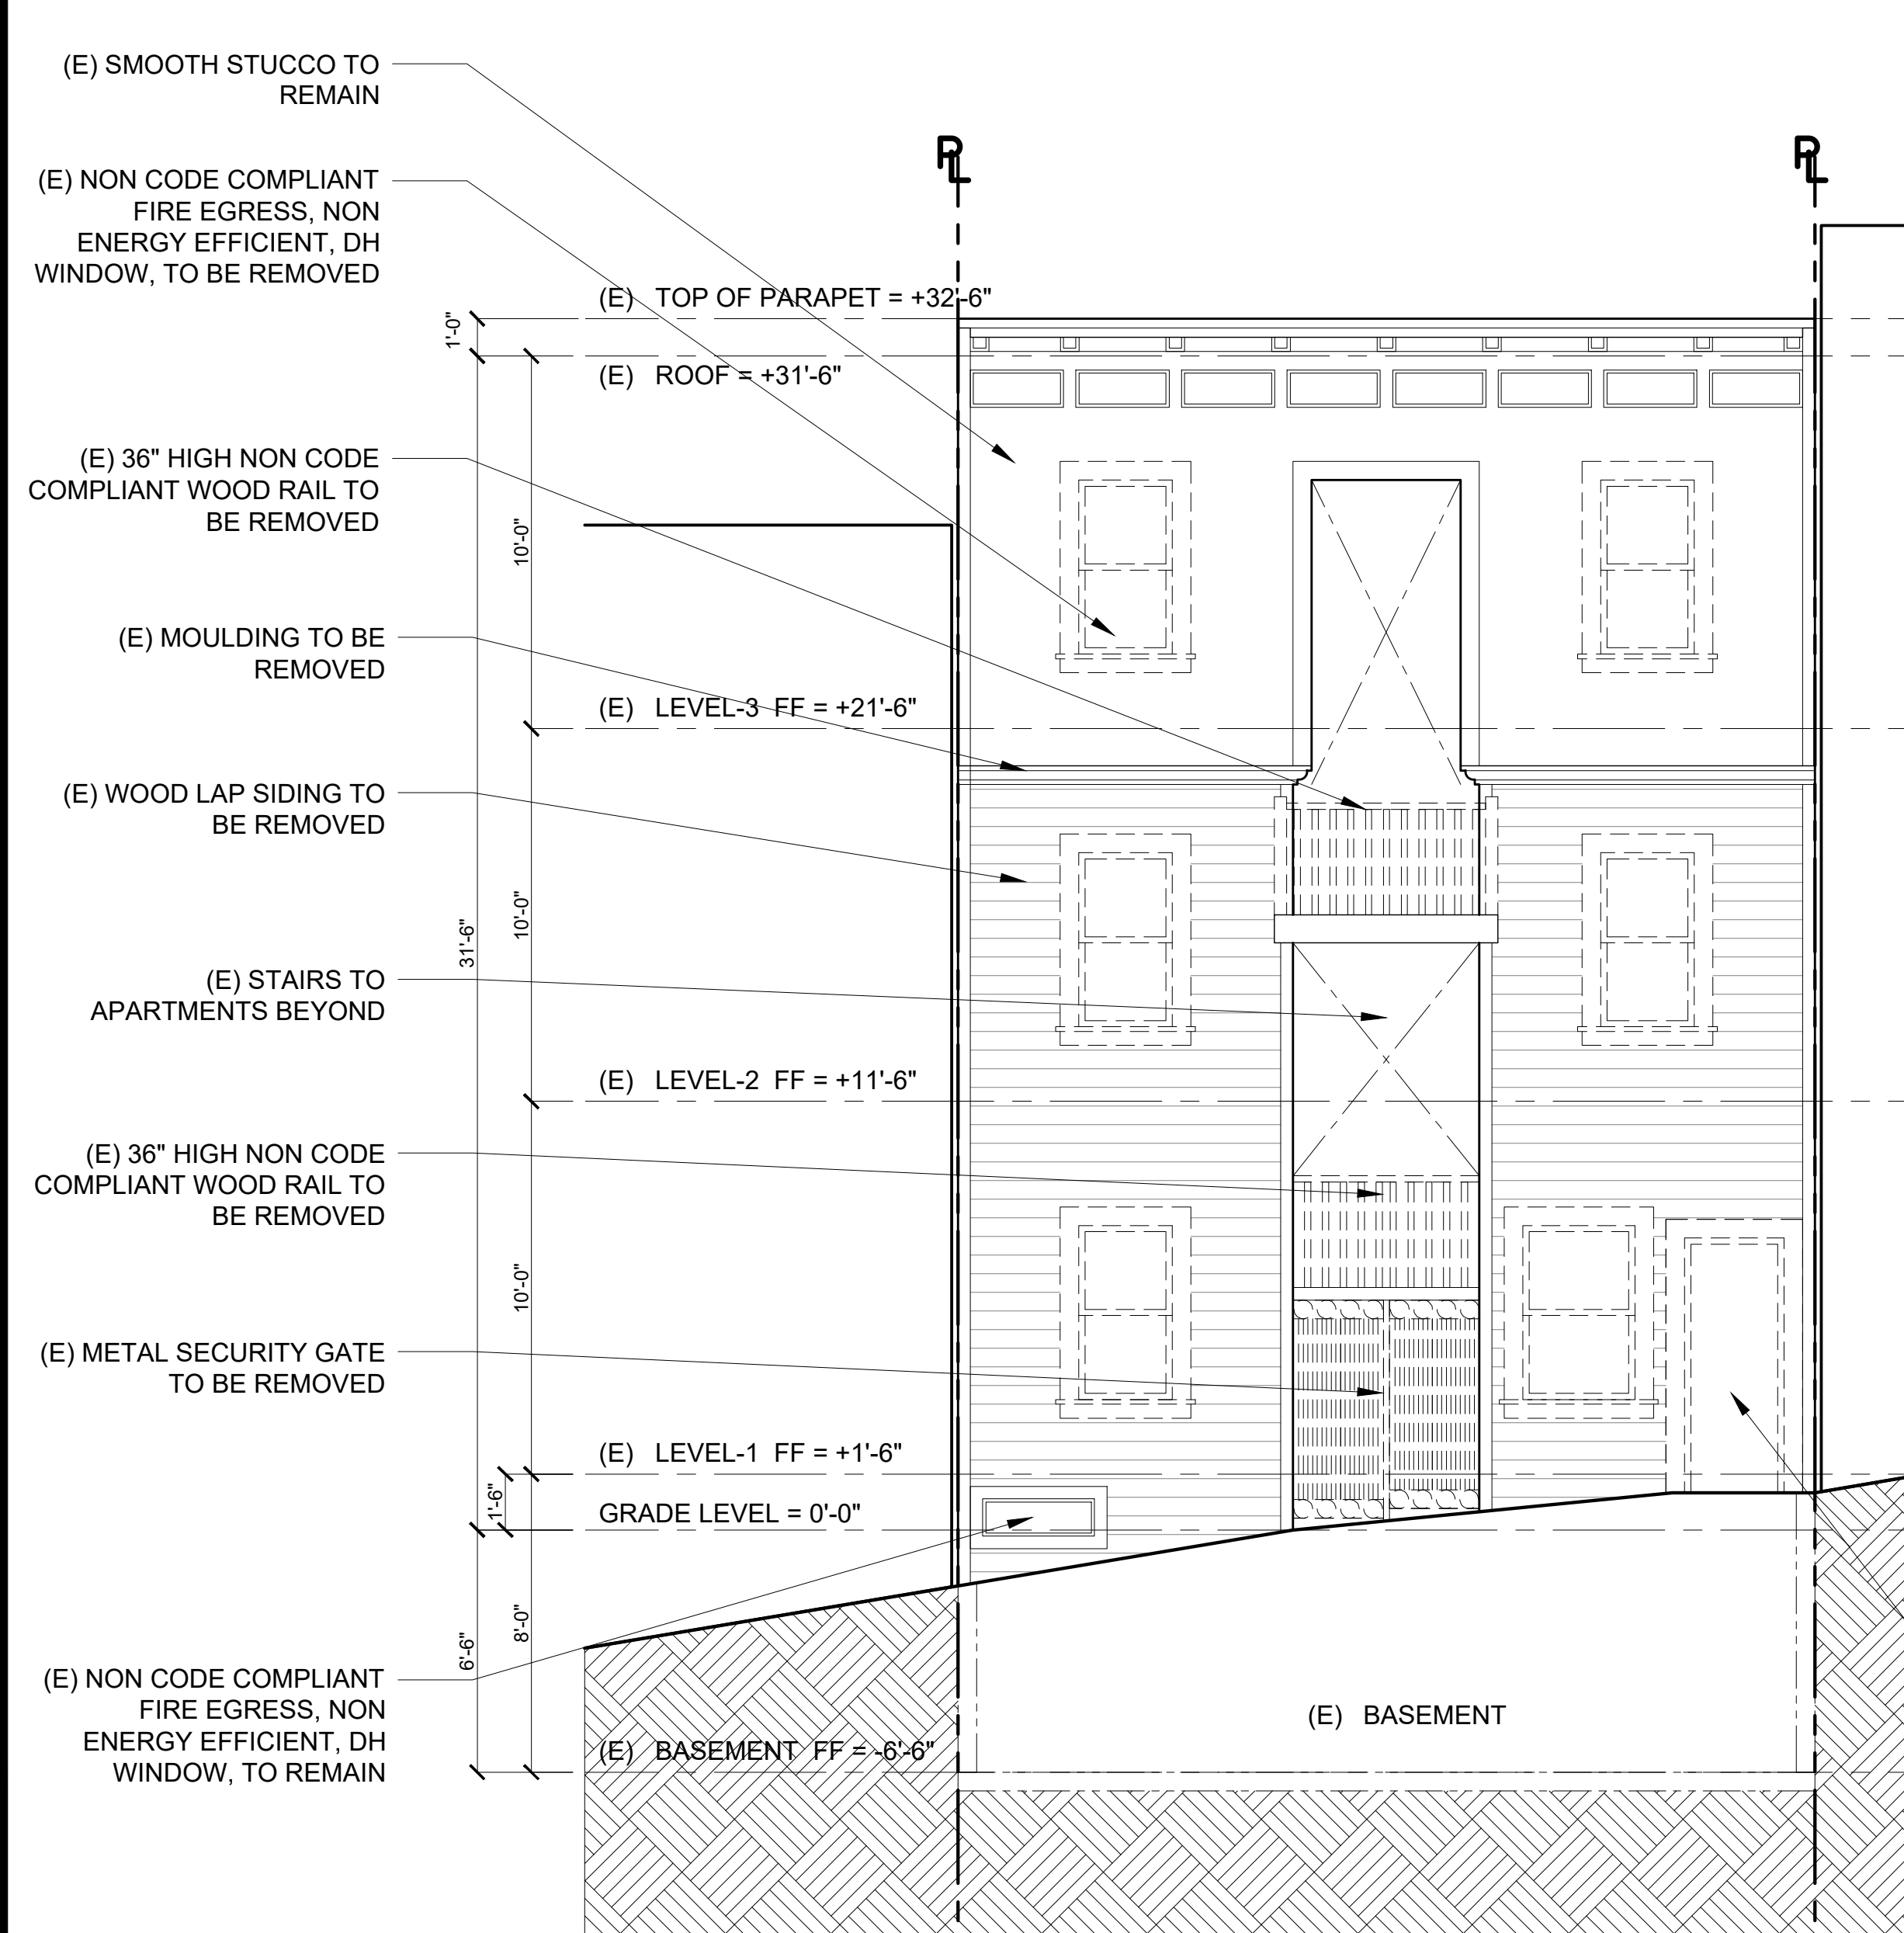 (E) SMOOTH STUCCO TO
REMAIN
PL
PL
(E) NON CODE COMPLIANT
FIRE EGRESS, NON
ENERGY EFFICIENT, DH
WINDOW, TO BE REMOVED
(E) TOP OF PARAPET = +32'-6"
1'-0"
(E) ROOF = +31'-6"
(E) 36" HIGH NON CODE
COMPLIANT WOOD RAIL TO
BE REMOVED
10'-0"
(E) MOULDING TO BE
REMOVED
(E) LEVEL-3 FF = +21'-6"
(E) WOOD LAP SIDING TO
BE REMOVED
10'-0"
31'-6"
(E) STAIRS TO
APARTMENTS BEYOND
(E) LEVEL-2 FF = +11'-6"
(E) 36" HIGH NON CODE
COMPLIANT WOOD RAIL TO
BE REMOVED
10'-0"
(E) METAL SECURITY GATE
TO BE REMOVED
(E) LEVEL-1 FF = +1'-6"
1'-6"
GRADE LEVEL = 0'-0"
8'-0"
6'-6"
(E) NON CODE COMPLIANT
FIRE EGRESS, NON
ENERGY EFFICIENT, DH
WINDOW, TO REMAIN
(E) BASEMENT
(E) BASEMENT FF = -6'-6"